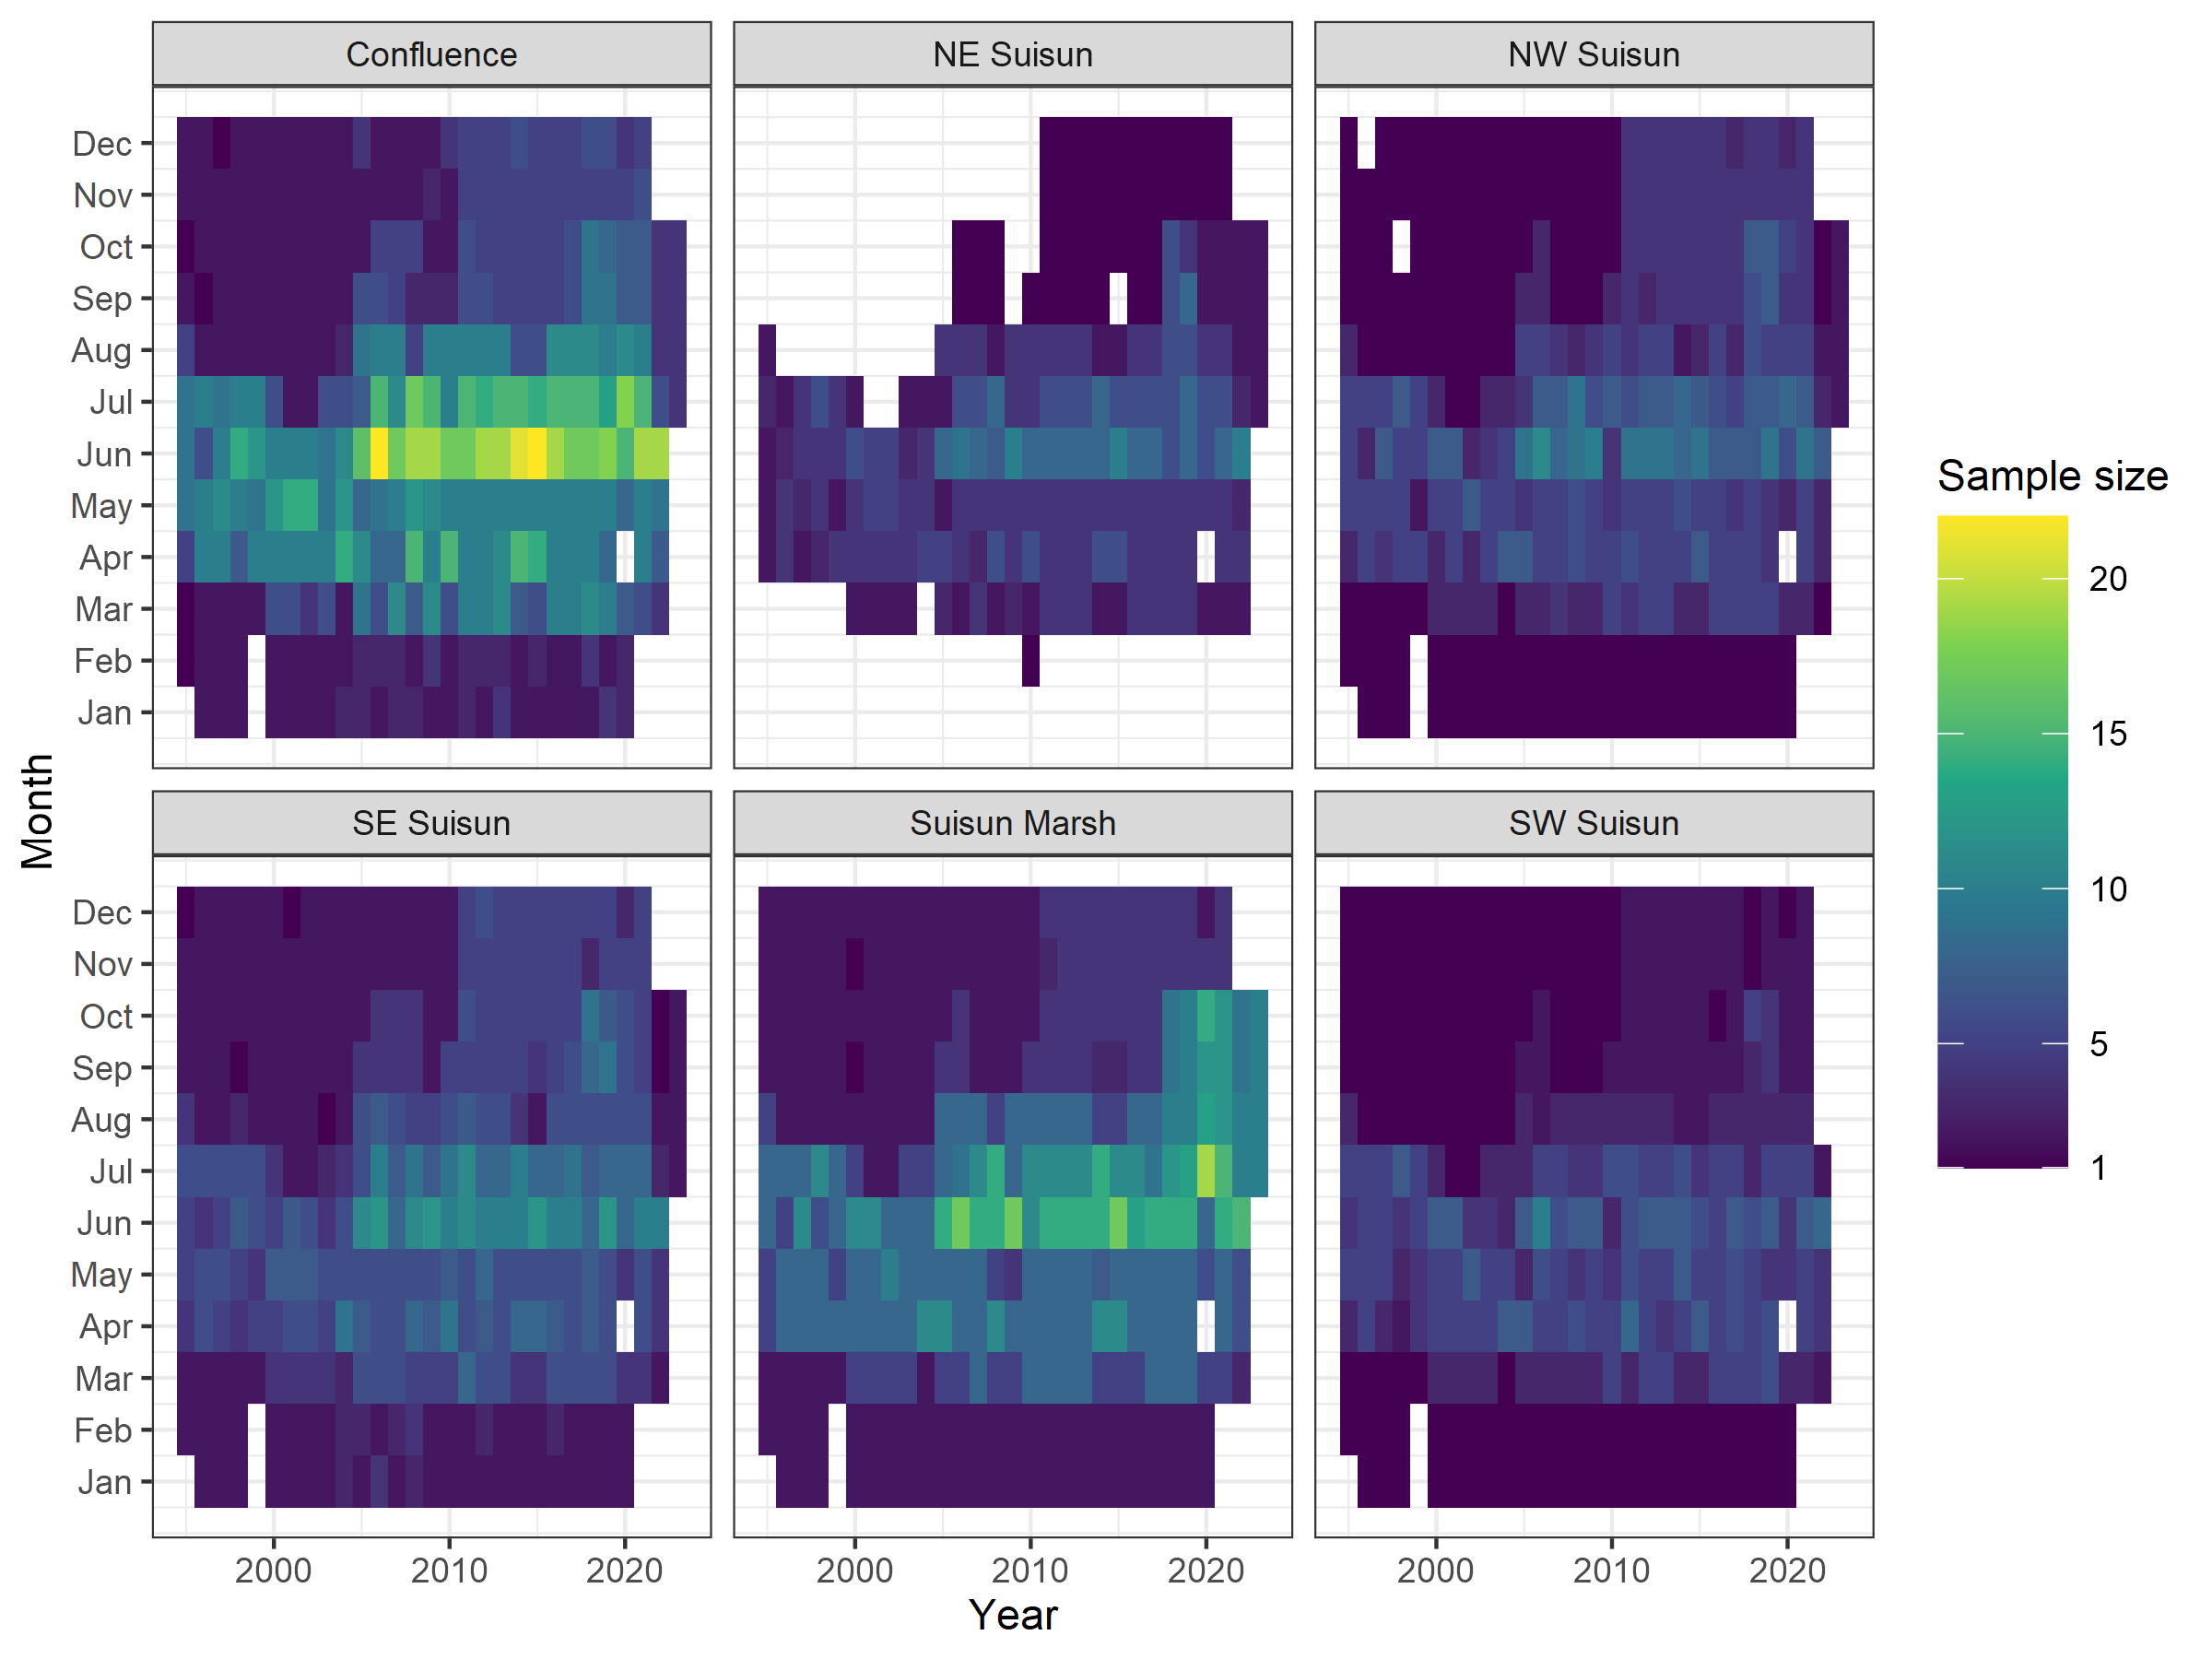 Confluence
NE Suisun
NW Suisun
Dec
Nov
Oct
Sep
Aug
Jul
Jun
May
Apr
Mar
Feb
Jan
SE Suisun
Suisun Marsh
SW Suisun
Dec
Nov
Oct
Sep
Aug
Jul
Jun
May
Apr
Mar
Feb
Jan
2000 2010 2020
2000 2010 2020
2000 2010 2020
Year
Month
Sample size
20
15
10
5
1